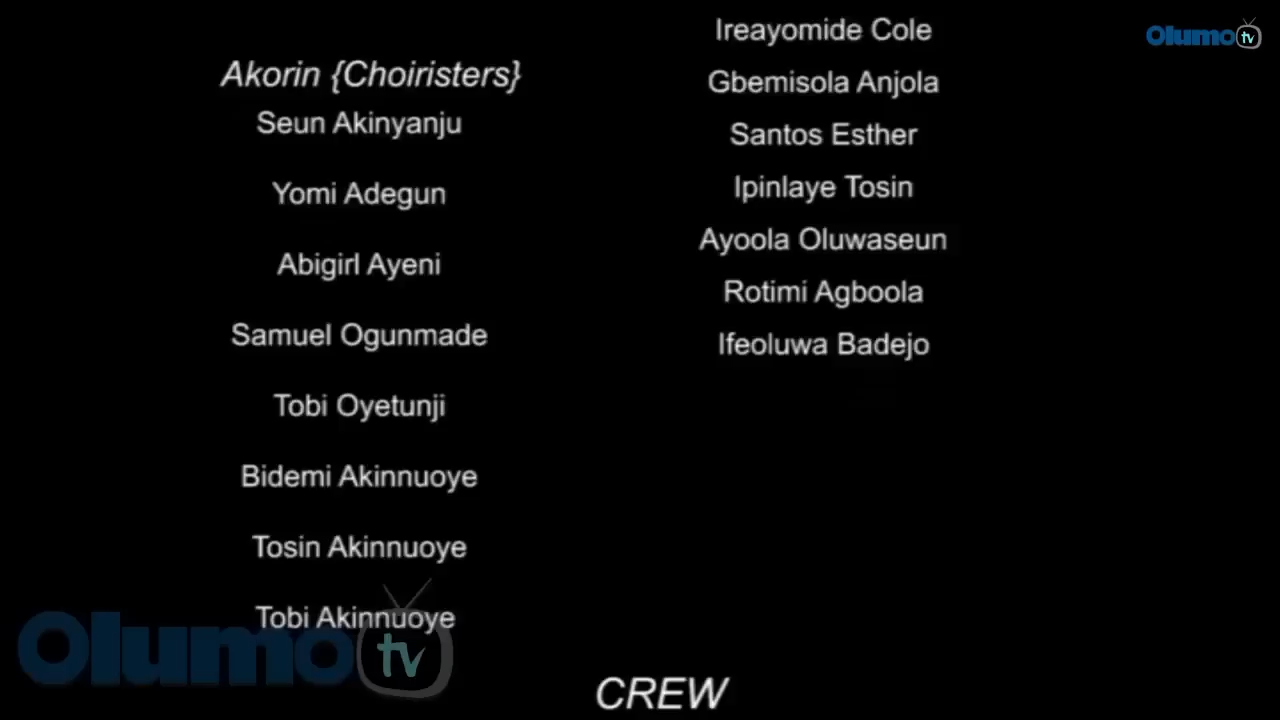 Akorin {Choiristers}
Seun Akinyanju
Yomi Adegun
Abigirl Ayeni
Samuel Ogunmade
Tobi Oyetunji
Bidemi Akinnuoye
Tosin Akinnuoye
Tobi Akinnuoye
Ireayomide Cole
Gbemisola Anjola
Santos Esther
Ipinlaye Tosin
Ayoola Oluwaseun
Rotimi Agboola
Ifeoluwa Badejo
CREW
Olumo tv
Olumo tv